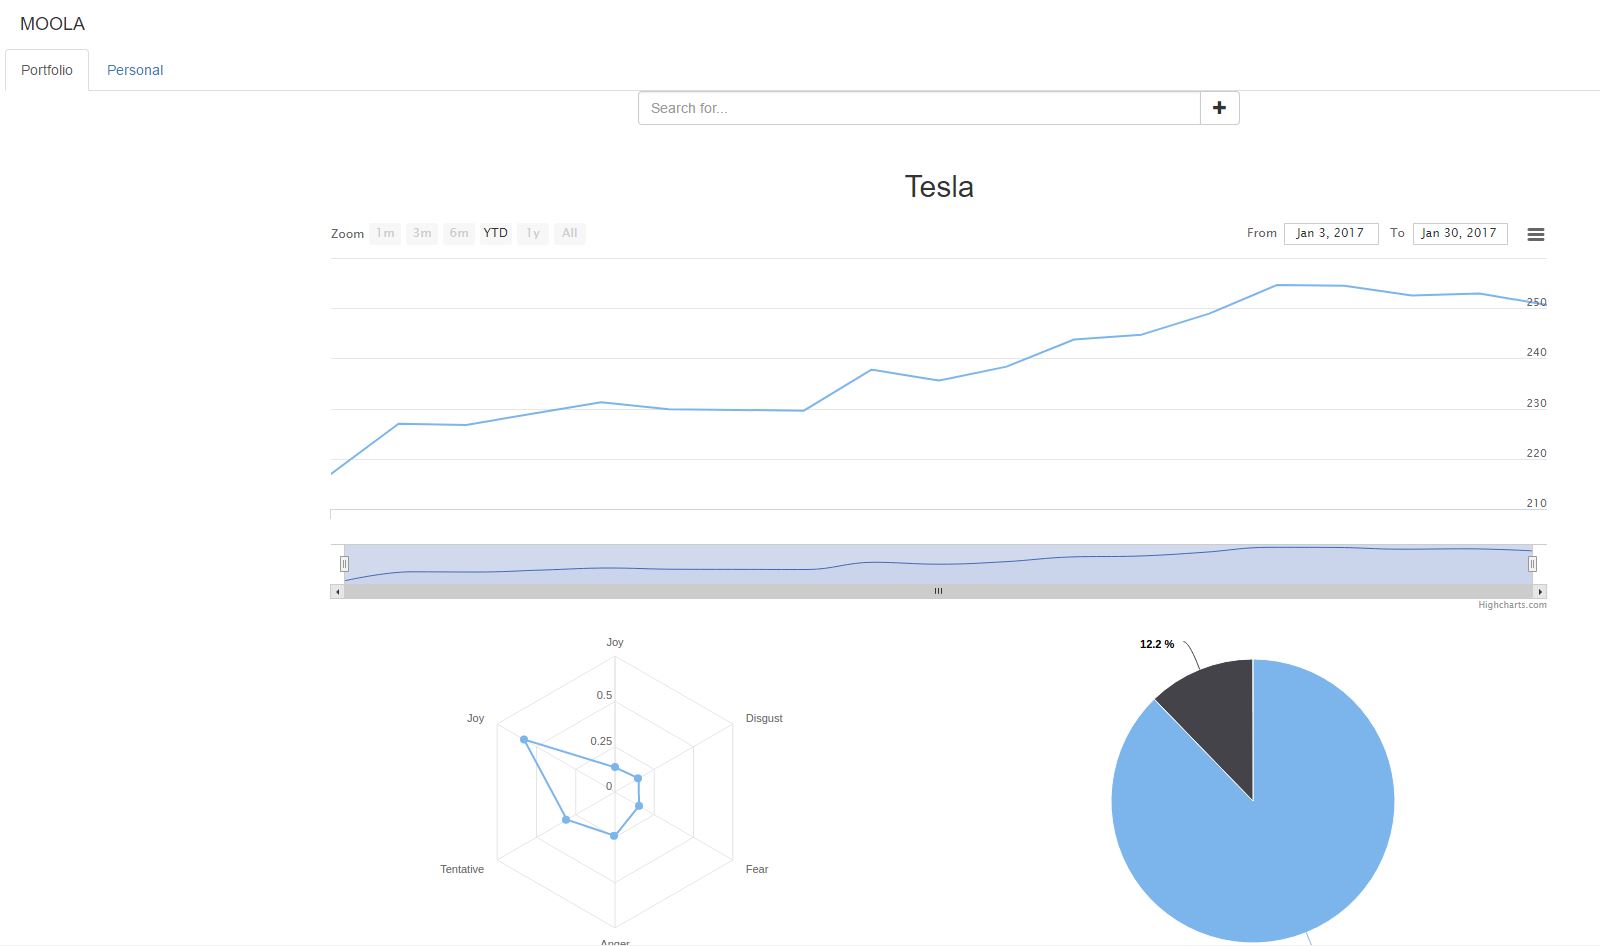 MOOLA
Portfolio Personal
Search for...
Tesla
Zoom 1m 3m 6m YTD 1y All From Jan 3, 2017 To Jan 30, 2017
250
240
230
220
210
Highcharts.com
Joy
12.2 %
0.5
Joy
Disgust
0.25
0
Tentative
Fear
Anger